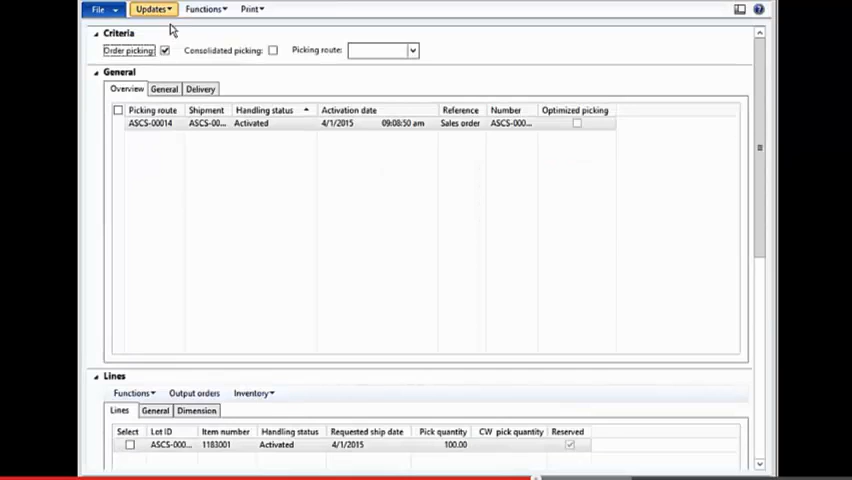 File Updates Functions Print
Criteria
Order picking: Consolidated picking: Picking route:
General
Overview General Delivery
Picking route Shipment Handling status Activation date Reference Number Optimized picking
ASCS-00014 ASCS-00... Activated 4/1/2015 09:08:50 am Sales order ASCS-000...
Lines
Functions Output orders Inventory
Lines General Dimension
Select Lot ID Item number Handling status Requested ship date Pick quantity CW pick quantity Reserved
ASCS-000... 1183001 Activated 4/1/2015 100.00